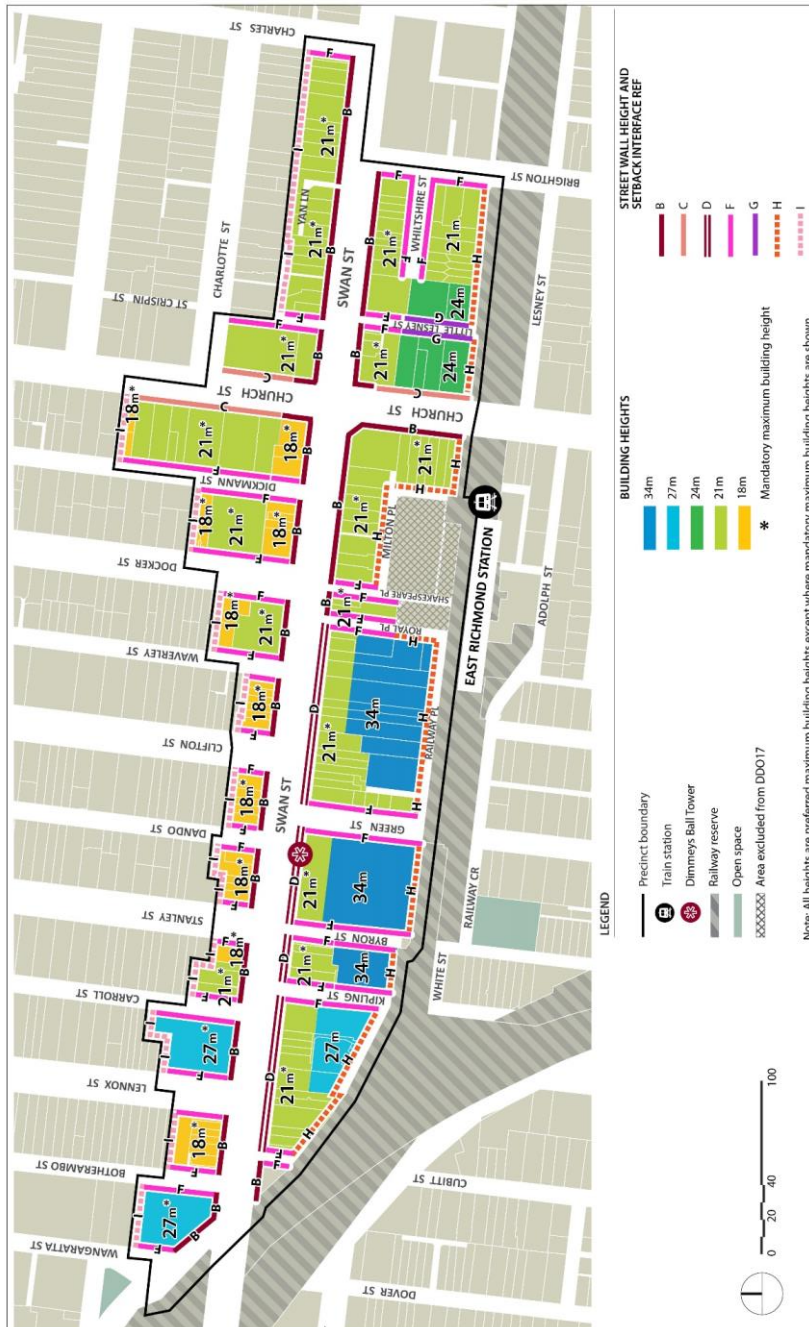 WANGARATTA ST
BOTHERAMBO ST
LENNOX ST
CARROLL ST
STANLEY ST
DANDO ST
CLIFTON ST
WAVERLEY ST
DOCKER ST
DICKMANN ST
CHURCH ST
ST CRISPIN ST
CHARLOTTE ST
YAN LN
CHARLES ST
I
I
I
I
I
I
I
I
I
I
I
I
F
27m*
F
F
18m*
F
F
27m*
F
F
21m*
18m*
F
F
18m*
F
F
18m*
F
F
18m*
F
F
18m*
21m*
F
F
18m*
21m*
18m*
F
F
18m*
21m*
18m*
C
C
21m*
F
F
21m*
21m*
F
B
B
B
B
B
B
B
B
B
B
B
B
B
SWAN ST
SWAN ST
B
D
D
D
D
B
B
B
B
F
F
21m*
27m
F
H
H
KIPLING ST
F
21m*
34m
H
BYRON ST
F
21m*
34m
F
H
GREEN ST
F
21m*
34m
F
H
H
H
RAILWAY PL
ROYAL PL
F
21m*
F
SHAKESPEARE PL
F
21m*
H
MILTON PL
H
21m*
H
B
CHURCH ST
C
21m*
24m
F
G
H
LITTLE LESNEY ST
F
G
21m*
24m
F
F
WHILTSHIRE ST
F
21m
F
H
H
BRIGHTON ST
EAST RICHMOND STATION
DOVER ST
CUBITT ST
WHITE ST
RAILWAY CR
ADOLPH ST
LESNEY ST
0
20
40
100
LEGEND
Precinct boundary
Train station
Dimmeys Ball Tower
Railway reserve
Open space
Area excluded from DDO17
BUILDING HEIGHTS
34m
27m
24m
21m
18m
* Mandatory maximum building height
STREET WALL HEIGHT AND
SETBACK INTERFACE REF
B
C
D
F
G
H
I
Note: All heights are preferred maximum building heights except where mandatory maximum building heights are shown